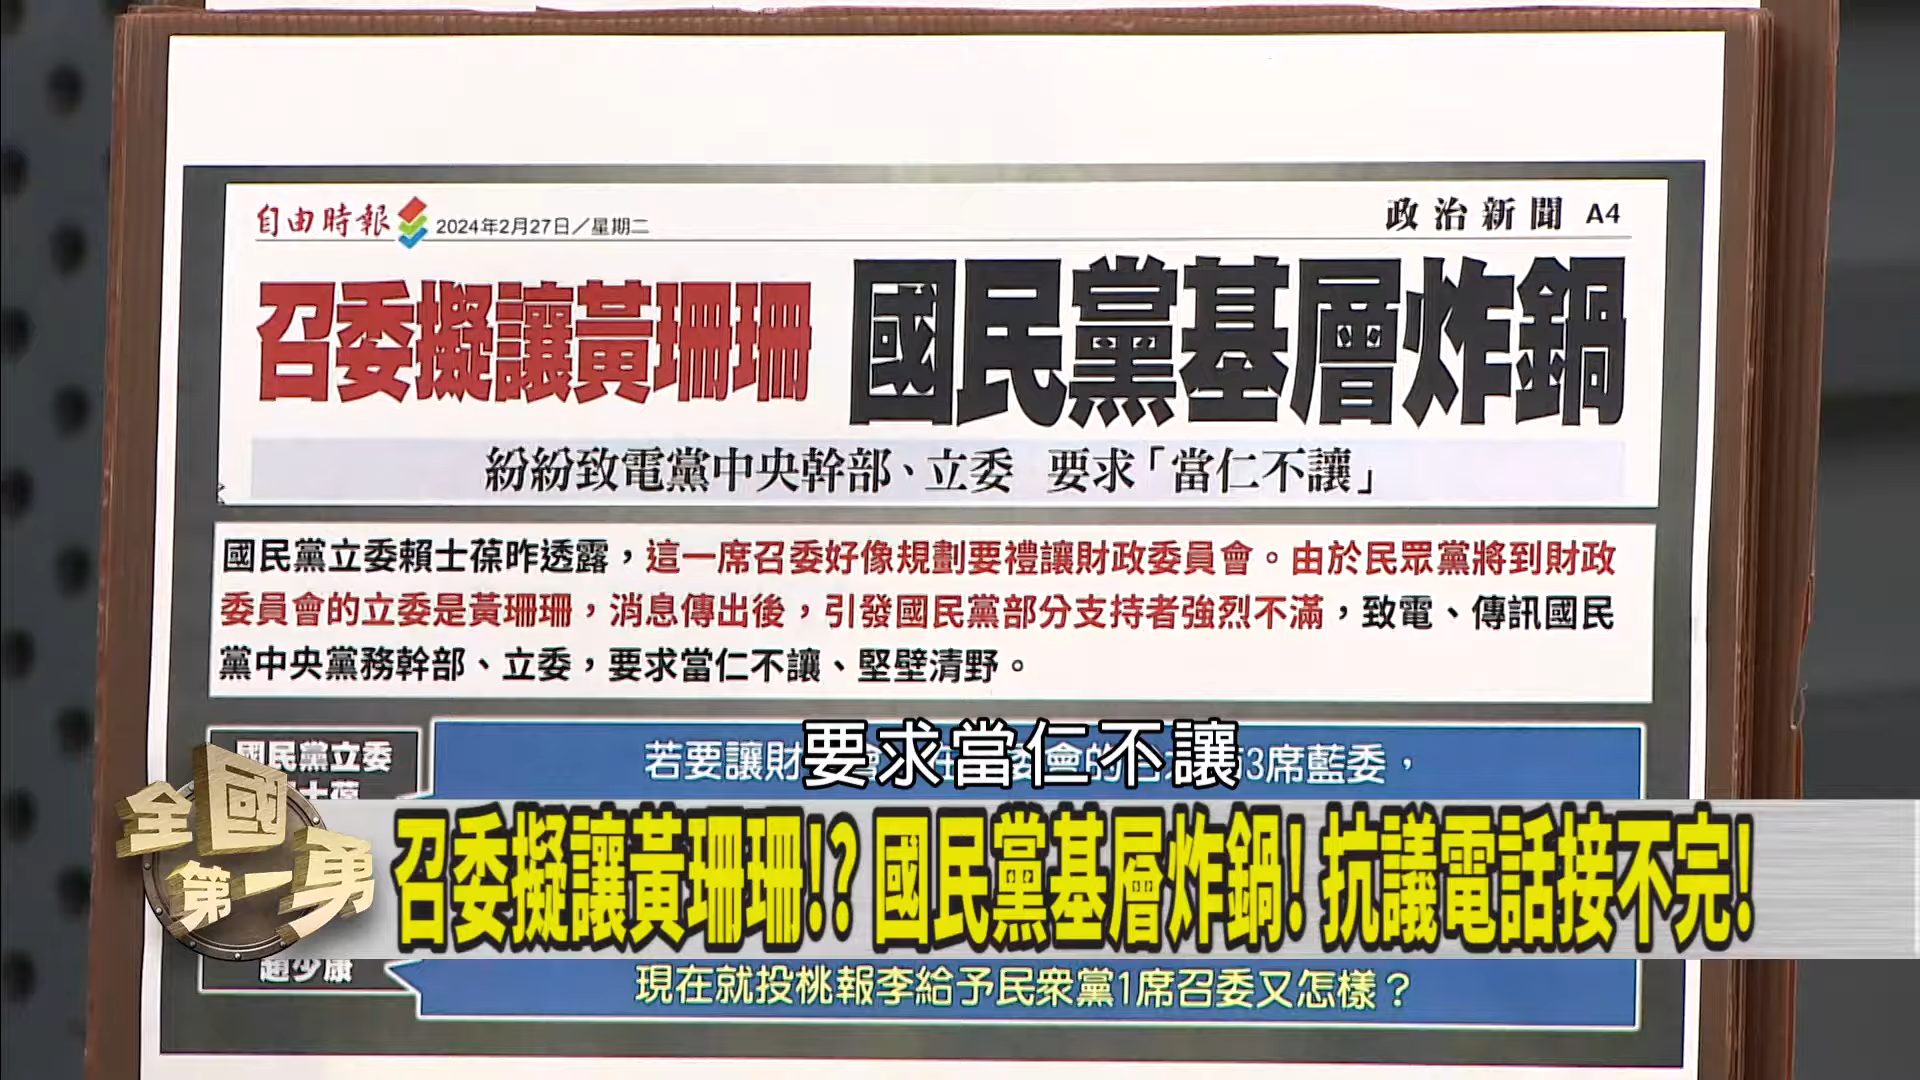 自由時報 2024年2月27日／星期二
政治新聞 A4
召委擬讓黃珊珊 國民黨基層炸鍋
紛紛致電黨中央幹部、立委 要求「當仁不讓」
國民黨立委賴士葆昨透露，這一席召委好像規劃要禮讓財政委員會。由於民眾黨將到財政
委員會的立委是黃珊珊，消息傳出後，引發國民黨部分支持者強烈不滿，致電、傳訊國民
黨中央黨務幹部、立委，要求當仁不讓、堅壁清野。
國民黨立委
若要讓財
3席藍委，
要求當仁不讓
全國第一勇
召委擬讓黃珊珊!? 國民黨基層炸鍋! 抗議電話接不完!
趙少康
現在就投桃報李給予民眾黨1席召委又怎樣？